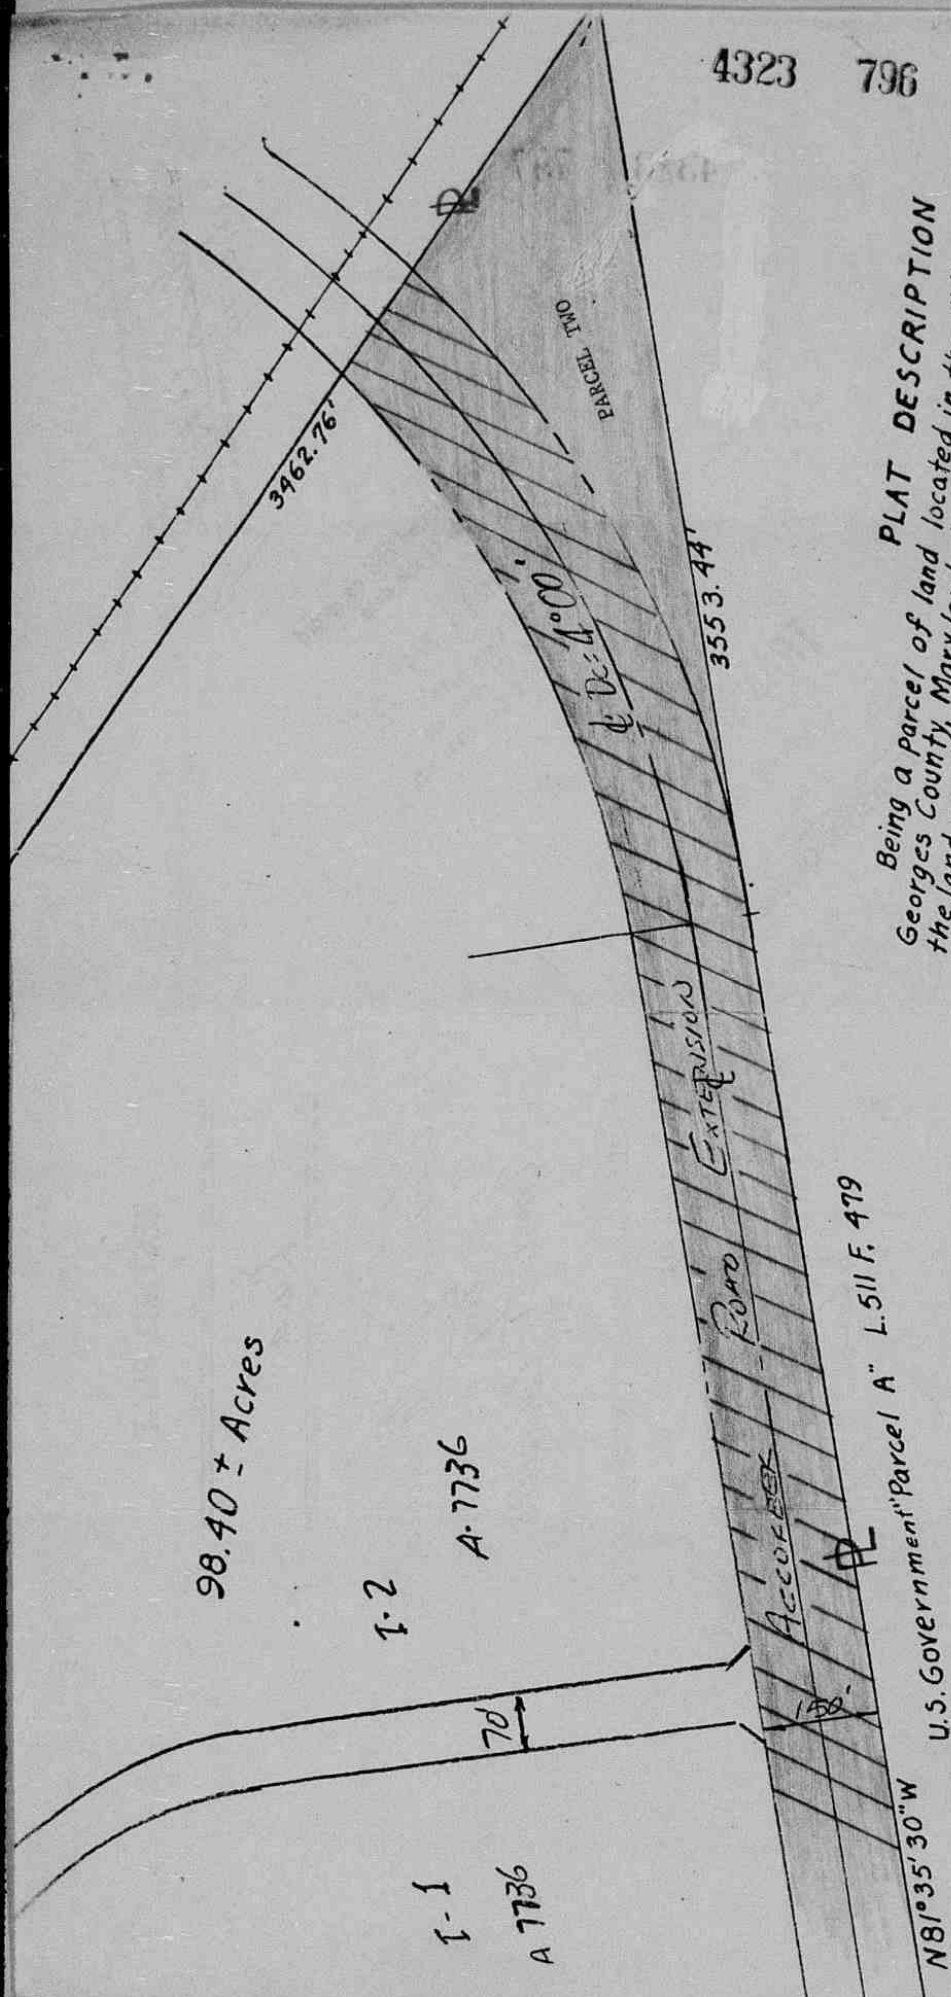 4323 796
PARCEL TWO
3462.76'
3553.44'
℄ Dc= 4°00'
PLAT DESCRIPTION
Being a parcel of land located in
Georges County, Maryland
the land
98.40 ± Acres
I-2
A-7736
ACCOKEEK ROAD EXTENSION
70'
150'
I-1
A 7736
N81°35'30"W
U.S. Government "Parcel A" L.511 F. 479